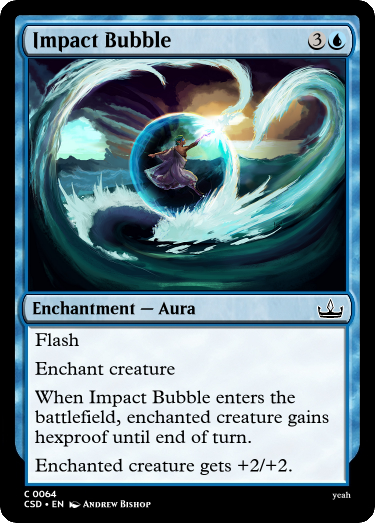 Impact Bubble 3
Enchantment — Aura
Flash
Enchant creature
When Impact Bubble enters the
battlefield, enchanted creature gains
hexproof until end of turn.
Enchanted creature gets +2/+2.
C 0064 yeah
CSD • EN Andrew Bishop